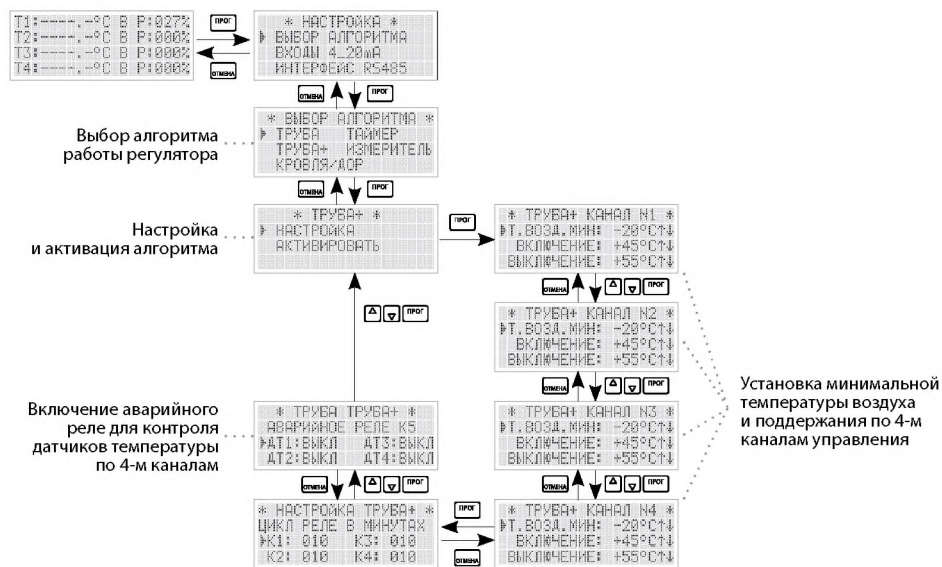 T1:----.-°C В P:027%
T2:----.-°C В P:000%
T3:----.-°C В P:000%
T4:----.-°C В P:000%
ПРОГ
ОТМЕНА
* НАСТРОЙКА *
ВЫБОР АЛГОРИТМА
ВХОДЫ 4_20mA
ИНТЕРФЕЙС RS485
ОТМЕНА
ПРОГ
Выбор алгоритма
работы регулятора
* ВЫБОР АЛГОРИТМА *
ТРУБА ТАЙМЕР
ТРУБА+ ИЗМЕРИТЕЛЬ
КРОВЛЯ/ДОР
ОТМЕНА
ПРОГ
Настройка
и активация алгоритма
* ТРУБА+ *
НАСТРОЙКА
АКТИВИРОВАТЬ
ПРОГ
* ТРУБА+ КАНАЛ N1 *
Т.ВОЗД.МИН: -20°C↑↓
ВКЛЮЧЕНИЕ: +45°C↑↓
ВЫКЛЮЧЕНИЕ: +55°C↑↓
ОТМЕНА
ПРОГ
ПРОГ
* ТРУБА+ КАНАЛ N2 *
Т.ВОЗД.МИН: -20°C↑↓
ВКЛЮЧЕНИЕ: +45°C↑↓
ВЫКЛЮЧЕНИЕ: +55°C↑↓
ОТМЕНА
ПРОГ
Установка минимальной
температуры воздуха
и поддержания по 4-м
каналам управления
Включение аварийного
реле для контроля
датчиков температуры
по 4-м каналам
* ТРУБА ТРУБА+ *
АВАРИЙНОЕ РЕЛЕ K5
ДТ1:ВЫКЛ ДТ3:ВЫКЛ
ДТ2:ВЫКЛ ДТ4:ВЫКЛ
* ТРУБА+ КАНАЛ N3 *
Т.ВОЗД.МИН: -20°C↑↓
ВКЛЮЧЕНИЕ: +45°C↑↓
ВЫКЛЮЧЕНИЕ: +55°C↑↓
ОТМЕНА
ПРОГ
ОТМЕНА
ПРОГ
* НАСТРОЙКА ТРУБА+ *
ЦИКЛ РЕЛЕ В МИНУТАХ
K1: 010 K3: 010
K2: 010 K4: 010
ПРОГ
ОТМЕНА
* ТРУБА+ КАНАЛ N4 *
Т.ВОЗД.МИН: -20°C↑↓
ВКЛЮЧЕНИЕ: +45°C↑↓
ВЫКЛЮЧЕНИЕ: +55°C↑↓